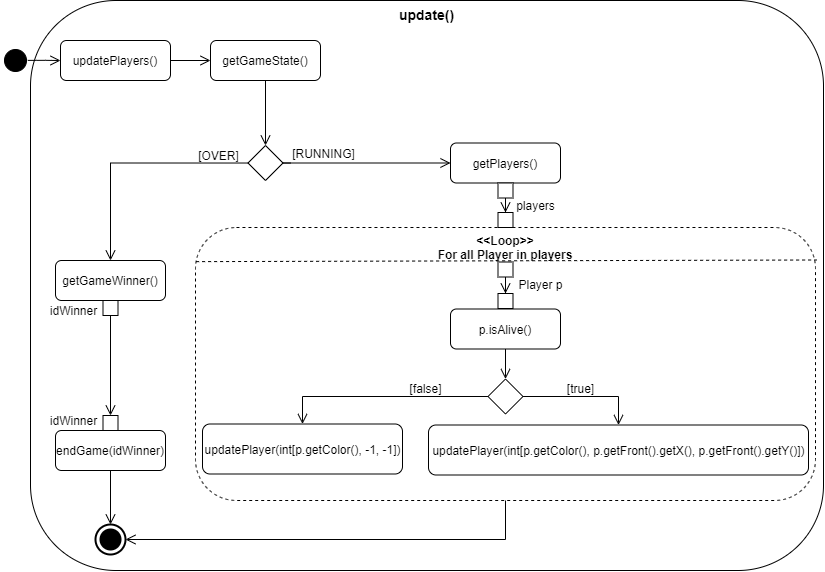 update()
updatePlayers()
getGameState()
[OVER]
[RUNNING]
getPlayers()
players
<<Loop>>
For all Player in players
getGameWinner()
idWinner
Player p
p.isAlive()
[false]
[true]
idWinner
endGame(idWinner)
updatePlayer(int[p.getColor(), -1, -1])
updatePlayer(int[p.getColor(), p.getFront().getX(), p.getFront().getY()])